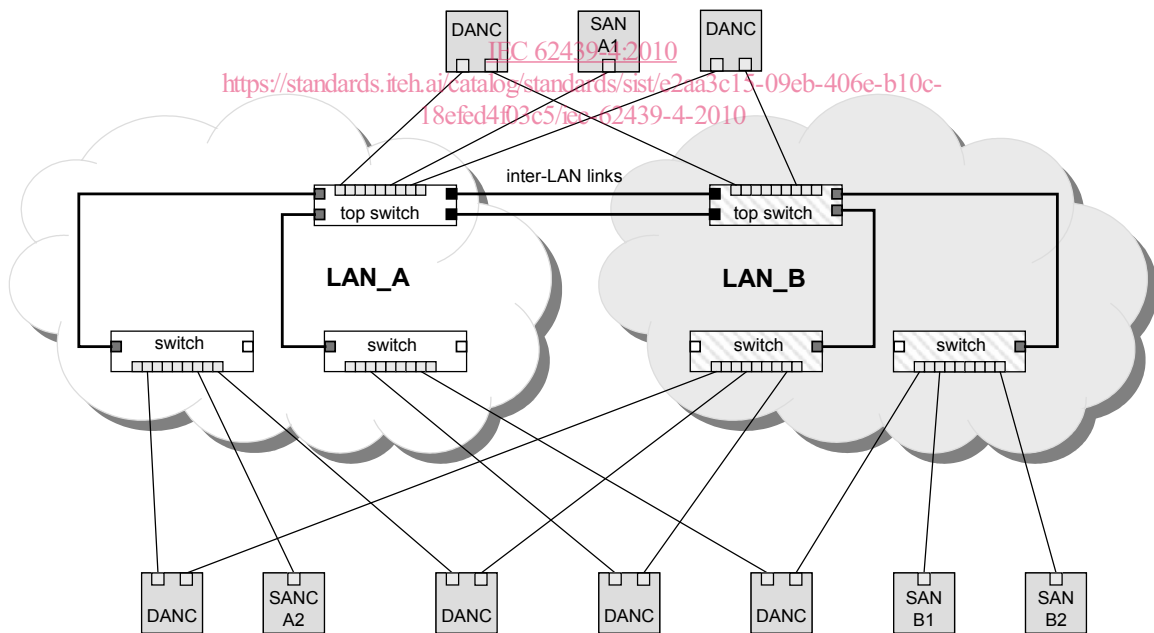 DANC
SAN
A1
DANC
IEC 62439-4:2010
https://standards.iteh.ai/catalog/standards/sist/e2aa3c15-09eb-406e-b10c-
18efed4f03c5/iec-62439-4-2010
inter-LAN links
top switch
top switch
LAN_A
LAN_B
switch
switch
switch
switch
DANC
SANC
A2
DANC
DANC
DANC
SAN
B1
SAN
B2